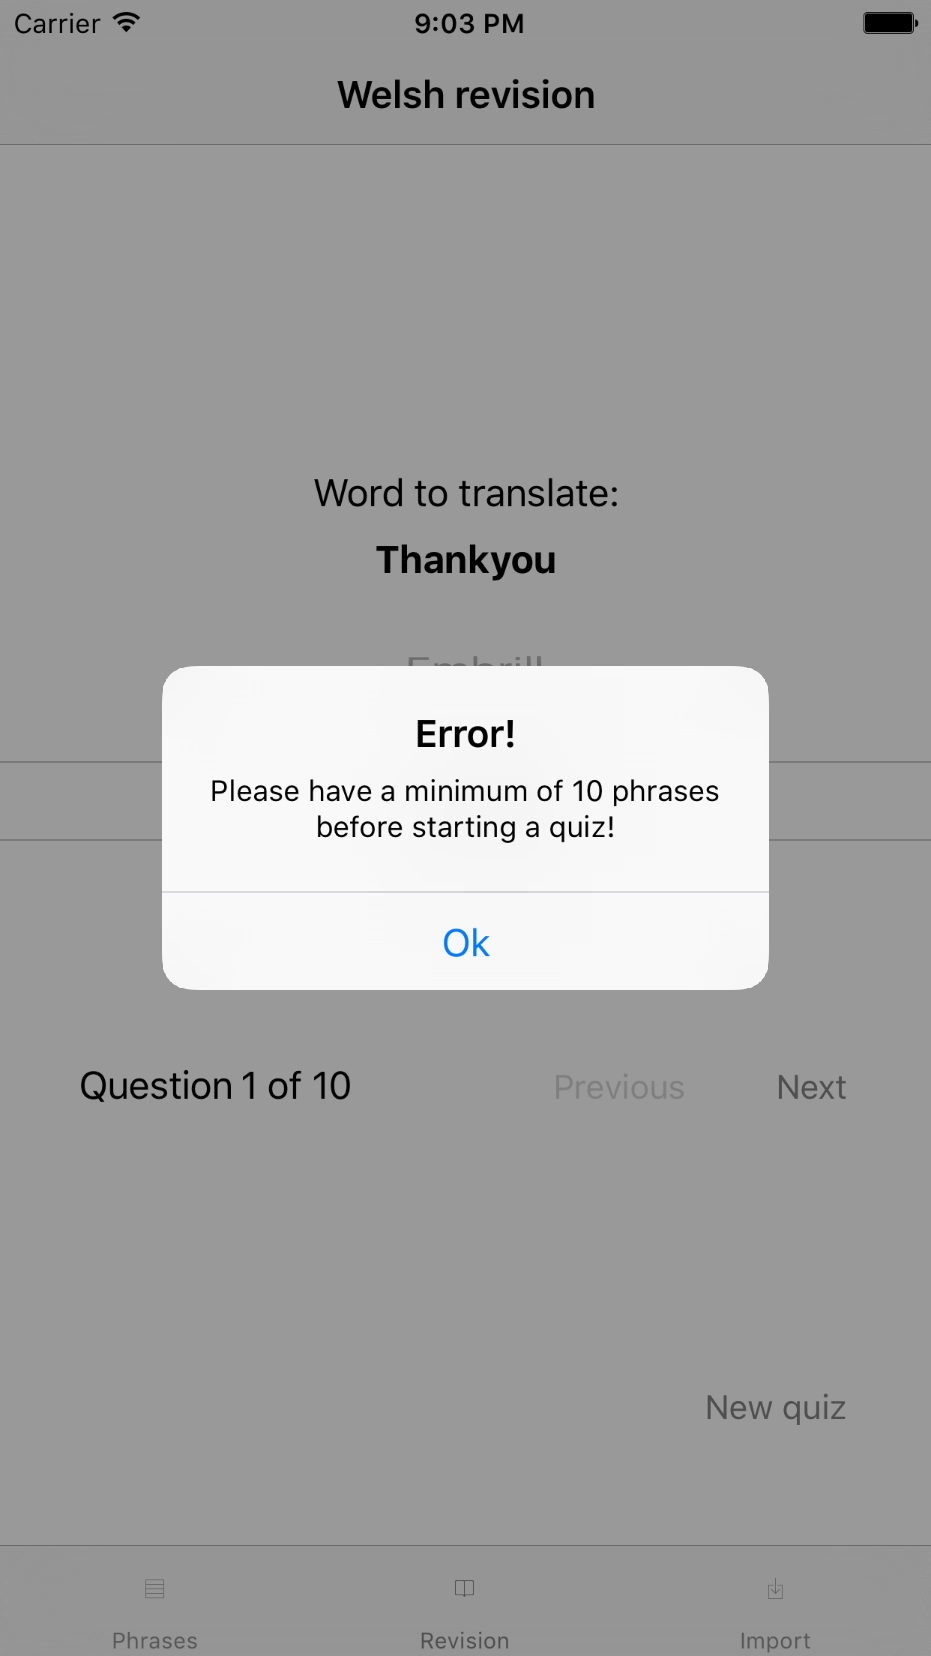 Carrier 9:03 PM
Welsh revision
Word to translate:
Thankyou
Error!
Please have a minimum of 10 phrases
before starting a quiz!
Ok
Question 1 of 10 Previous Next
New quiz
Phrases Revision Import